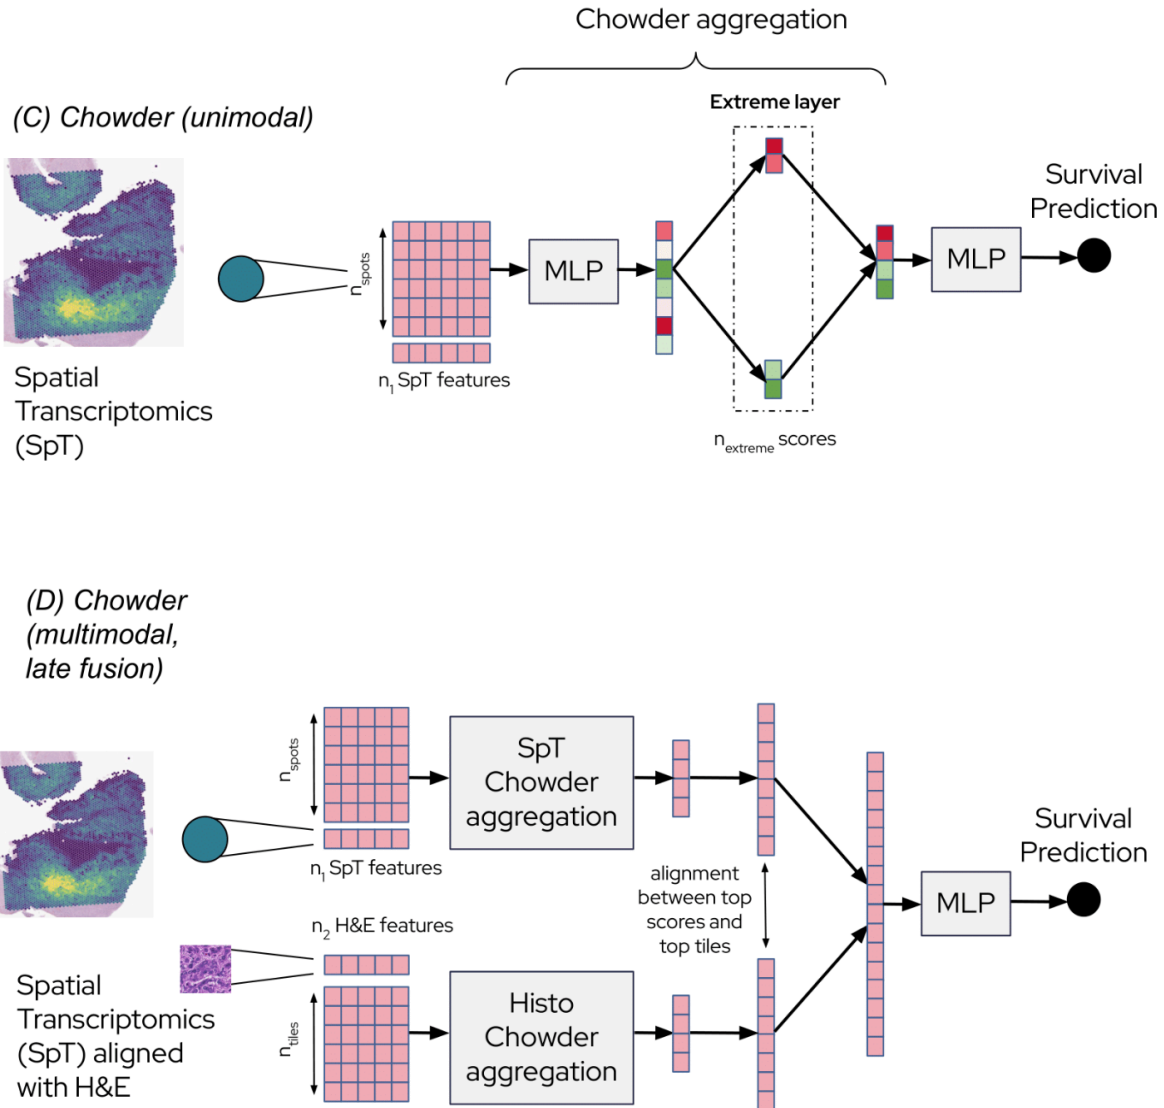 Chowder aggregation
(C) Chowder (unimodal)
Extreme layer
Survival
Prediction
n_spots
MLP
MLP
n_1 SpT features
Spatial
Transcriptomics
(SpT)
n_extreme scores
(D) Chowder
(multimodal,
late fusion)
n_spots
SpT
Chowder
aggregation
Survival
Prediction
n_1 SpT features
alignment
between top
scores and
top tiles
MLP
n_2 H&E features
Spatial
Transcriptomics
(SpT) aligned
with H&E
n_tiles
Histo
Chowder
aggregation